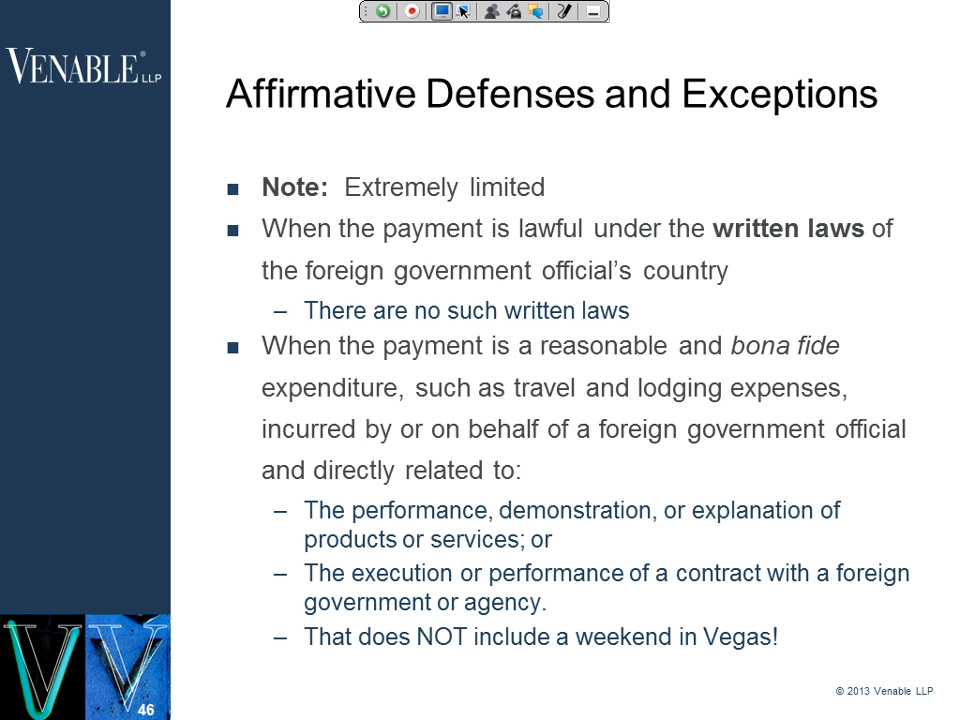 VENABLE® LLP
Affirmative Defenses and Exceptions
■ Note: Extremely limited
■ When the payment is lawful under the written laws of
the foreign government official’s country
– There are no such written laws
■ When the payment is a reasonable and bona fide
expenditure, such as travel and lodging expenses,
incurred by or on behalf of a foreign government official
and directly related to:
– The performance, demonstration, or explanation of
products or services; or
– The execution or performance of a contract with a foreign
government or agency.
– That does NOT include a weekend in Vegas!
© 2013 Venable LLP
V V
46